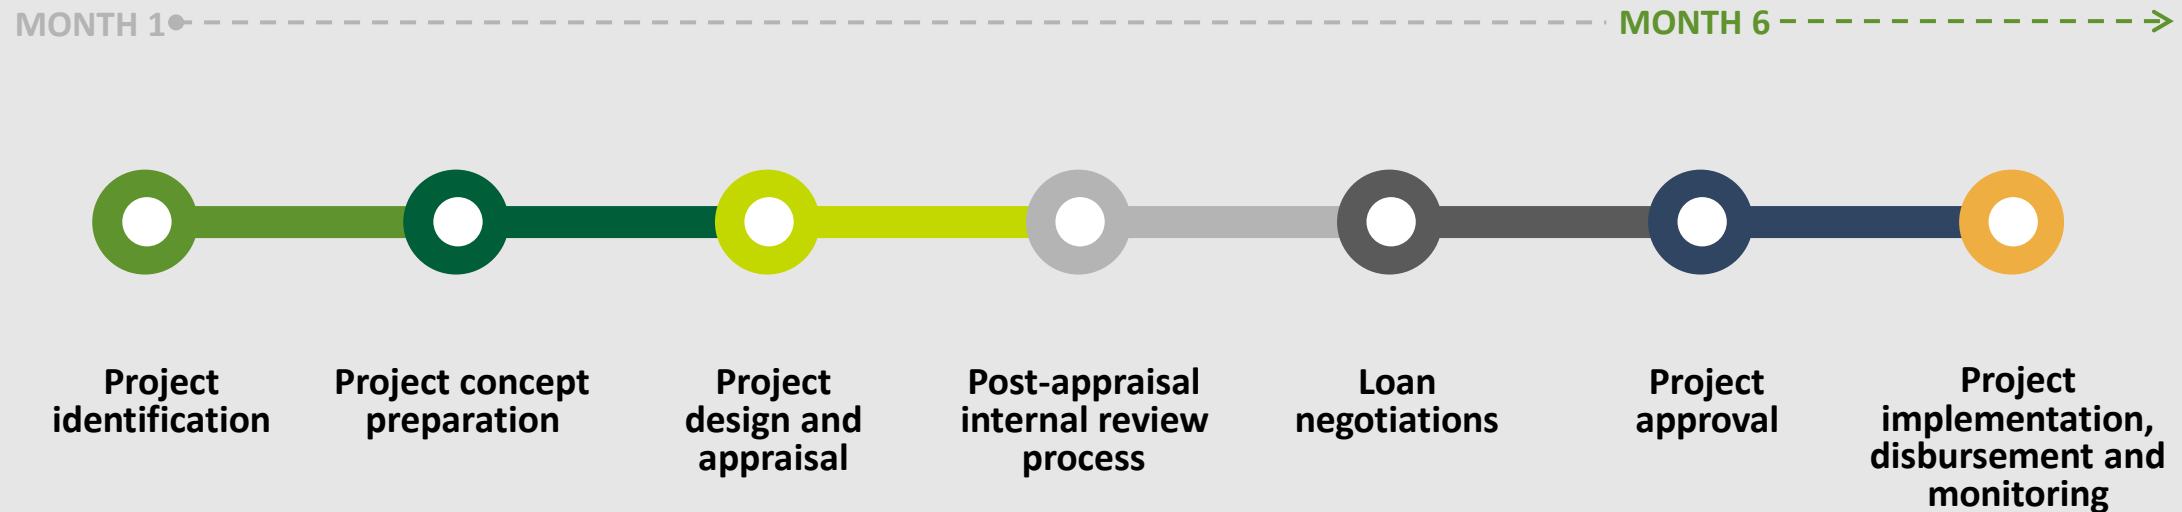 MONTH 1
MONTH 6
Project
identification
Project concept
preparation
Project
design and
appraisal
Post-appraisal
internal review
process
Loan
negotiations
Project
approval
Project
implementation,
disbursement and
monitoring